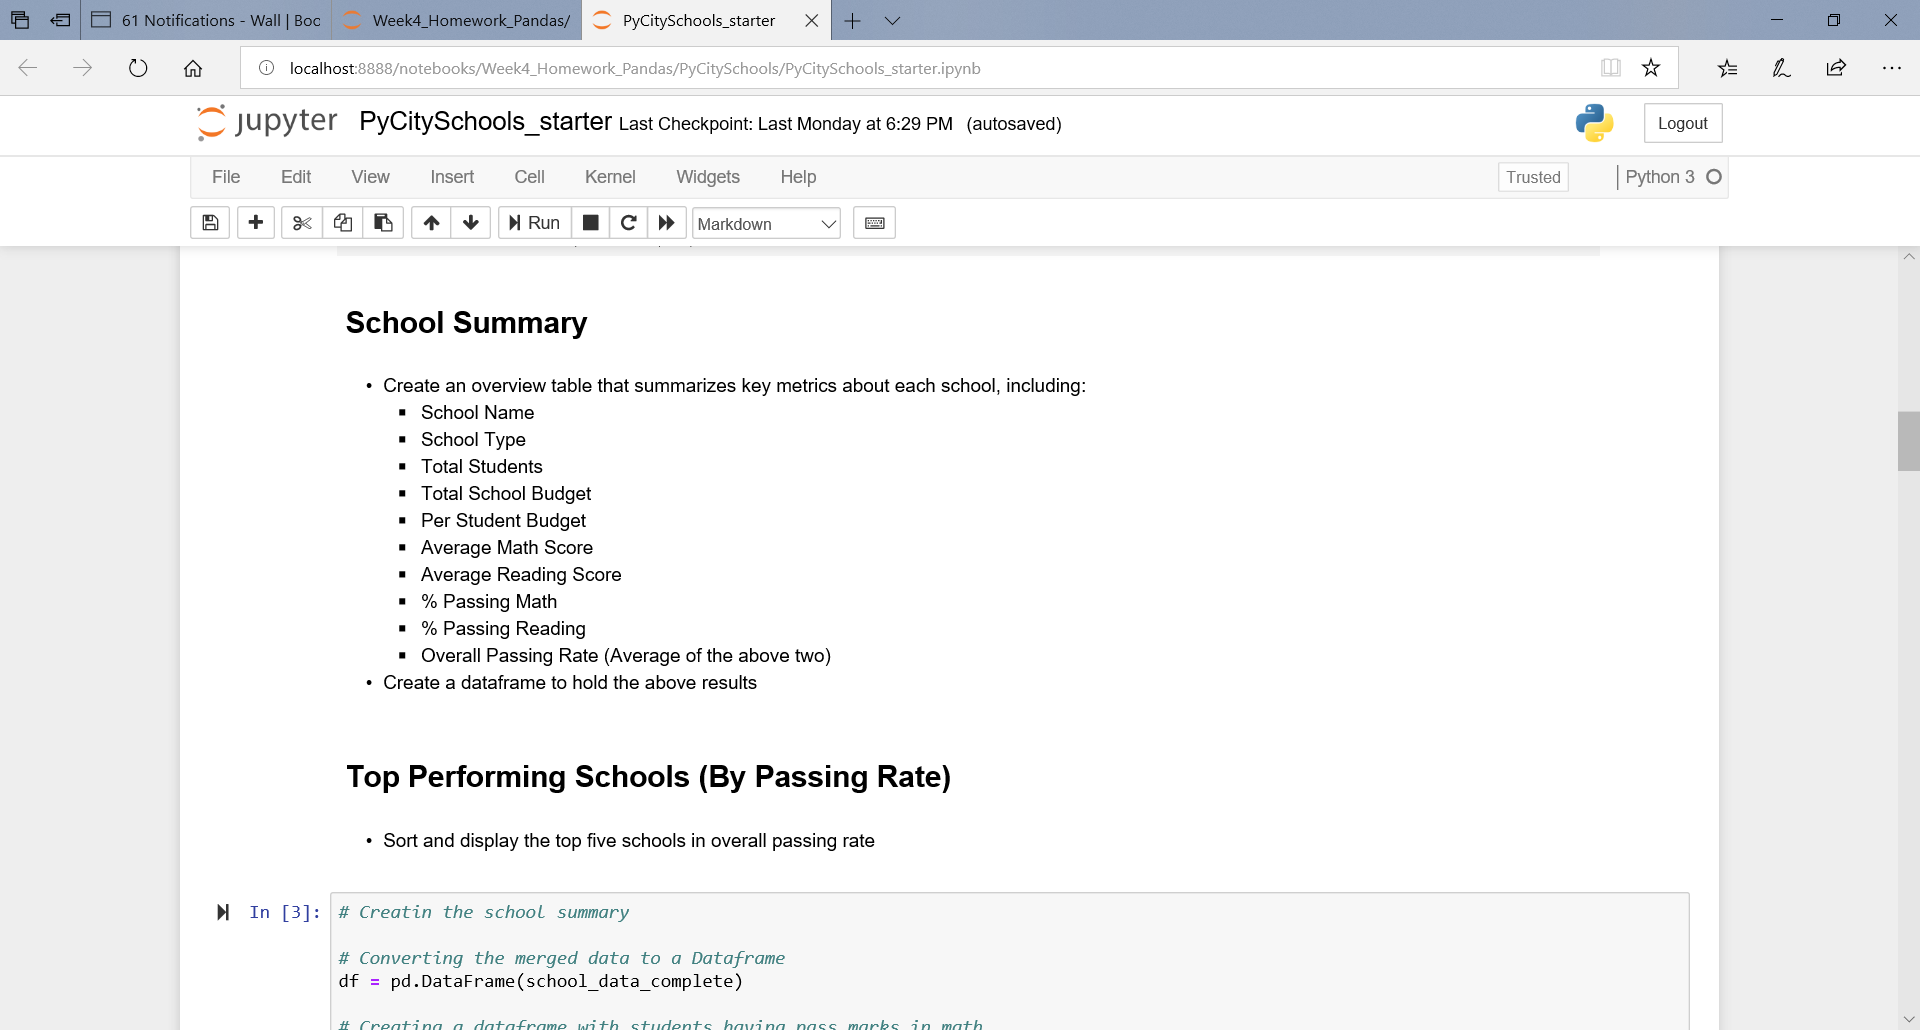 61 Notifications - Wall | Boc
Week4_Homework_Pandas/
PyCitySchools_starter
localhost:8888/notebooks/Week4_Homework_Pandas/PyCitySchools/PyCitySchools_starter.ipynb
jupyter PyCitySchools_starter Last Checkpoint: Last Monday at 6:29 PM (autosaved)
Logout
File Edit View Insert Cell Kernel Widgets Help
Trusted
Python 3
Run
Markdown
School Summary
• Create an overview table that summarizes key metrics about each school, including:
▪ School Name
▪ School Type
▪ Total Students
▪ Total School Budget
▪ Per Student Budget
▪ Average Math Score
▪ Average Reading Score
▪ % Passing Math
▪ % Passing Reading
▪ Overall Passing Rate (Average of the above two)
• Create a dataframe to hold the above results
Top Performing Schools (By Passing Rate)
• Sort and display the top five schools in overall passing rate
In [3]: # Creatin the school summary
# Converting the merged data to a Dataframe
df = pd.DataFrame(school_data_complete)
# Creating a dataframe with students having pass marks in math